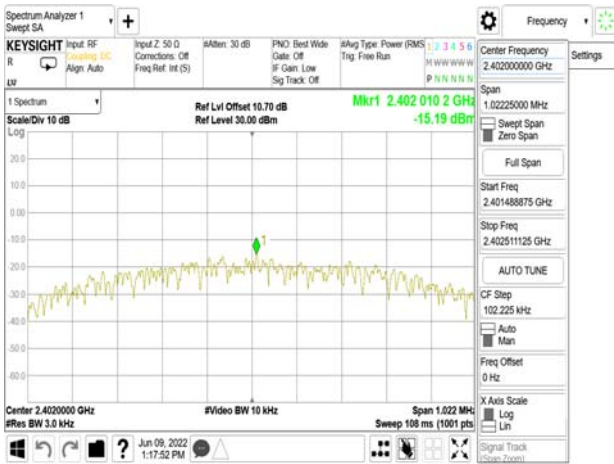 Spectrum Analyzer 1
Swept SA
Frequency
Settings
KEYSIGHT
R
Input: RF
Coupling: DC
Align: Auto
Input Z: 50 Ω
Corrections: Off
Freq Ref: Int (S)
#Atten: 30 dB
PNO: Best Wide
Gate: Off
IF Gain: Low
Sig Track: Off
#Avg Type: Power (RMS
Trig: Free Run
1 2 3 4 5 6
M W W W W W
P N N N N N
1 Spectrum
Scale/Div 10 dB
Ref Lvl Offset 10.70 dB
Ref Level 30.00 dBm
Mkr1 2.402 010 2 GHz
-15.19 dBm
Log
20.0
10.0
0.00
-10.0
-20.0
-30.0
-40.0
-50.0
-60.0
1
Center 2.4020000 GHz
#Res BW 3.0 kHz
#Video BW 10 kHz
Span 1.022 MHz
Sweep 108 ms (1001 pts
Center Frequency
2.402000000 GHz
Span
1.02225000 MHz
Swept Span
Zero Span
Full Span
Start Freq
2.401488875 GHz
Stop Freq
2.402511125 GHz
AUTO TUNE
CF Step
102.225 kHz
Auto
Man
Freq Offset
0 Hz
X Axis Scale
Log
Lin
Signal Track
(Span Zoom)
?
Jun 09, 2022
1:17:52 PM